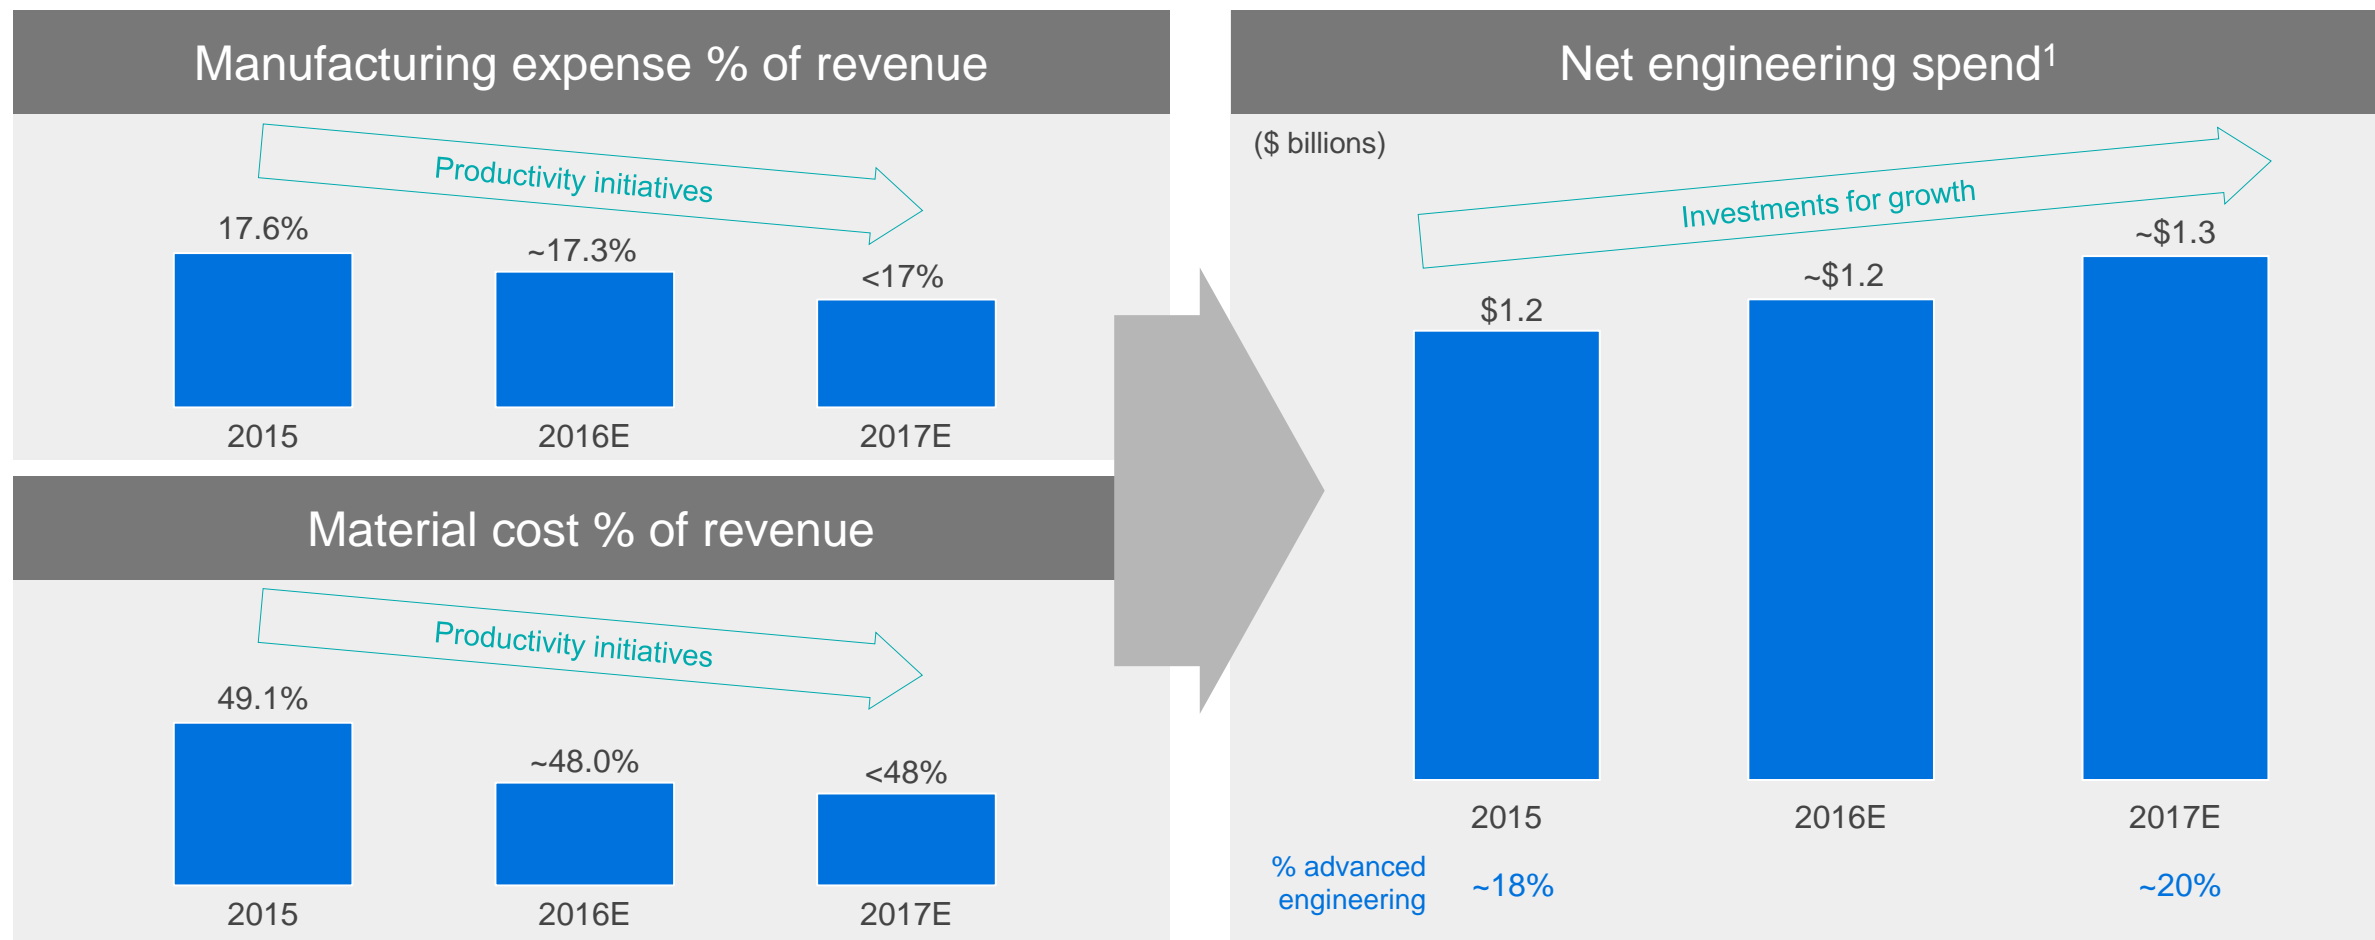 Manufacturing expense % of revenue
Productivity initiatives
17.6%
~17.3%
<17%
2015
2016E
2017E
Material cost % of revenue
Productivity initiatives
49.1%
~48.0%
<48%
2015
2016E
2017E
Net engineering spend¹
($ billions)
Investments for growth
$1.2
~$1.2
~$1.3
2015
2016E
2017E
% advanced
engineering
~18%
~20%